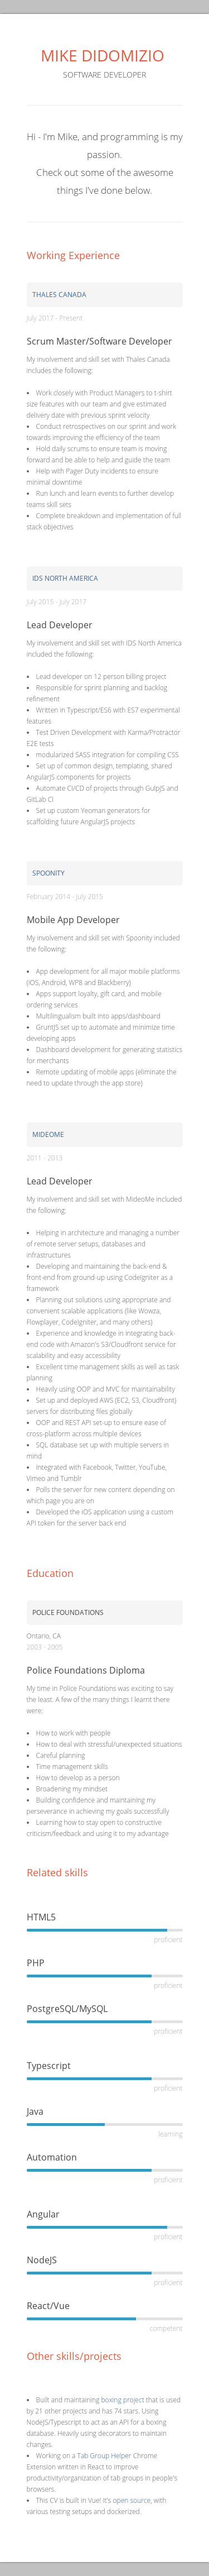 MIKE DIDOMIZIO
SOFTWARE DEVELOPER
Hi - I'm Mike, and programming is my
passion.
Check out some of the awesome
things I've done below.
Working Experience
THALES CANADA
July 2017 - Present
Scrum Master/Software Developer
My involvement and skill set with Thales Canada
includes the following:
• Work closely with Product Managers to t-shirt
size features with our team and give estimated
delivery date with previous sprint velocity
• Conduct retrospectives on our sprint and work
towards improving the efficiency of the team
• Hold daily scrums to ensure team is moving
forward and be able to help and guide the team
• Help with Pager Duty incidents to ensure
minimal downtime
• Run lunch and learn events to further develop
teams skill sets
• Complete breakdown and implementation of full
stack objectives
IDS NORTH AMERICA
July 2015 - July 2017
Lead Developer
My involvement and skill set with IDS North America
included the following:
• Lead developer on 12 person billing project
• Responsible for sprint planning and backlog
refinement
• Written in Typescript/ES6 with ES7 experimental
features
• Test Driven Development with Karma/Protractor
E2E tests
• modularized SASS integration for compiling CSS
• Set up of common design, templating, shared
AngularJS components for projects
• Automate CI/CD of projects through GulpJS and
GitLab CI
• Set up custom Yeoman generators for
scaffolding future AngularJS projects
SPOONITY
February 2014 - July 2015
Mobile App Developer
My involvement and skill set with Spoonity included
the following:
• App development for all major mobile platforms
(iOS, Android, WP8 and Blackberry)
• Apps support loyalty, gift card, and mobile
ordering services
• Multilingualism built into apps/dashboard
• GruntJS set up to automate and minimize time
developing apps
• Dashboard development for generating statistics
for merchants
• Remote updating of mobile apps (eliminate the
need to update through the app store)
MIDEOME
2011 - 2013
Lead Developer
My involvement and skill set with MideoMe included
the following:
• Helping in architecture and managing a number
of remote server setups, databases and
infrastructures
• Developing and maintaining the back-end &
front-end from ground-up using CodeIgniter as a
framework
• Planning out solutions using appropriate and
convenient scalable applications (like Wowza,
Flowplayer, CodeIgniter, and many others)
• Experience and knowledge in integrating back-
end code with Amazon's S3/Cloudfront service for
scalability and easy accessibility
• Excellent time management skills as well as task
planning
• Heavily using OOP and MVC for maintainability
• Set up and deployed AWS (EC2, S3, Cloudfront)
servers for distributing files globally
• OOP and REST API set-up to ensure ease of
cross-platform across multiple devices
• SQL database set up with multiple servers in
mind
• Integrated with Facebook, Twitter, YouTube,
Vimeo and Tumblr
• Polls the server for new content depending on
which page you are on
• Developed the iOS application using a custom
API token for the server back end
Education
POLICE FOUNDATIONS
Ontario, CA
2003 - 2005
Police Foundations Diploma
My time in Police Foundations was exciting to say
the least. A few of the many things I learnt there
were:
• How to work with people
• How to deal with stressful/unexpected situations
• Careful planning
• Time management skills
• How to develop as a person
• Broadening my mindset
• Building confidence and maintaining my
perseverance in achieving my goals successfully
• Learning how to stay open to constructive
criticism/feedback and using it to my advantage
Related skills
HTML5
proficient
PHP
proficient
PostgreSQL/MySQL
proficient
Typescript
proficient
Java
learning
Automation
proficient
Angular
proficient
NodeJS
proficient
React/Vue
competent
Other skills/projects
• Built and maintaining boxing project that is used
by 21 other projects and has 74 stars. Using
NodeJS/Typescript to act as an API for a boxing
database. Heavily using decorators to maintain
changes.
• Working on a Tab Group Helper Chrome
Extension written in React to improve
productivity/organization of tab groups in people's
browsers.
• This CV is built in Vue! It's open source, with
various testing setups and dockerized.